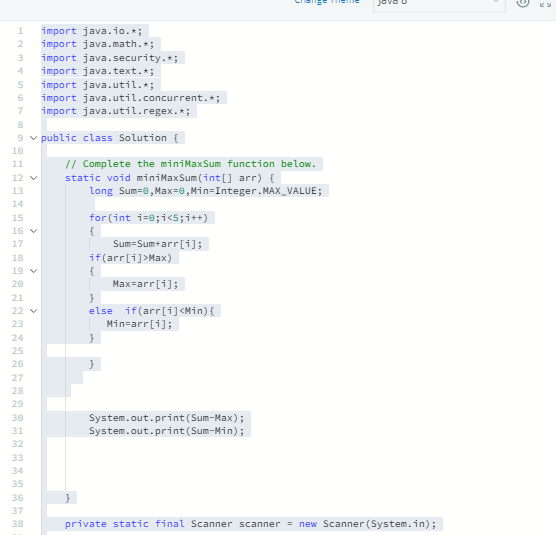 Change Theme Java 8
1 import java.io.*;
2 import java.math.*;
3 import java.security.*;
4 import java.text.*;
5 import java.util.*;
6 import java.util.concurrent.*;
7 import java.util.regex.*;
8
9 public class Solution {
10
11 // Complete the miniMaxSum function below.
12 static void miniMaxSum(int[] arr) {
13 long Sum=0,Max=0,Min=Integer.MAX_VALUE;
14
15 for(int i=0;i<5;i++)
16 {
17 Sum=Sum+arr[i];
18 if(arr[i]>Max)
19 {
20 Max=arr[i];
21 }
22 else  if(arr[i]<Min){
23 Min=arr[i];
24 }
25
26 }
27
28
29
30 System.out.print(Sum-Max);
31 System.out.print(Sum-Min);
32
33
34
35
36 }
37
38 private static final Scanner scanner = new Scanner(System.in);